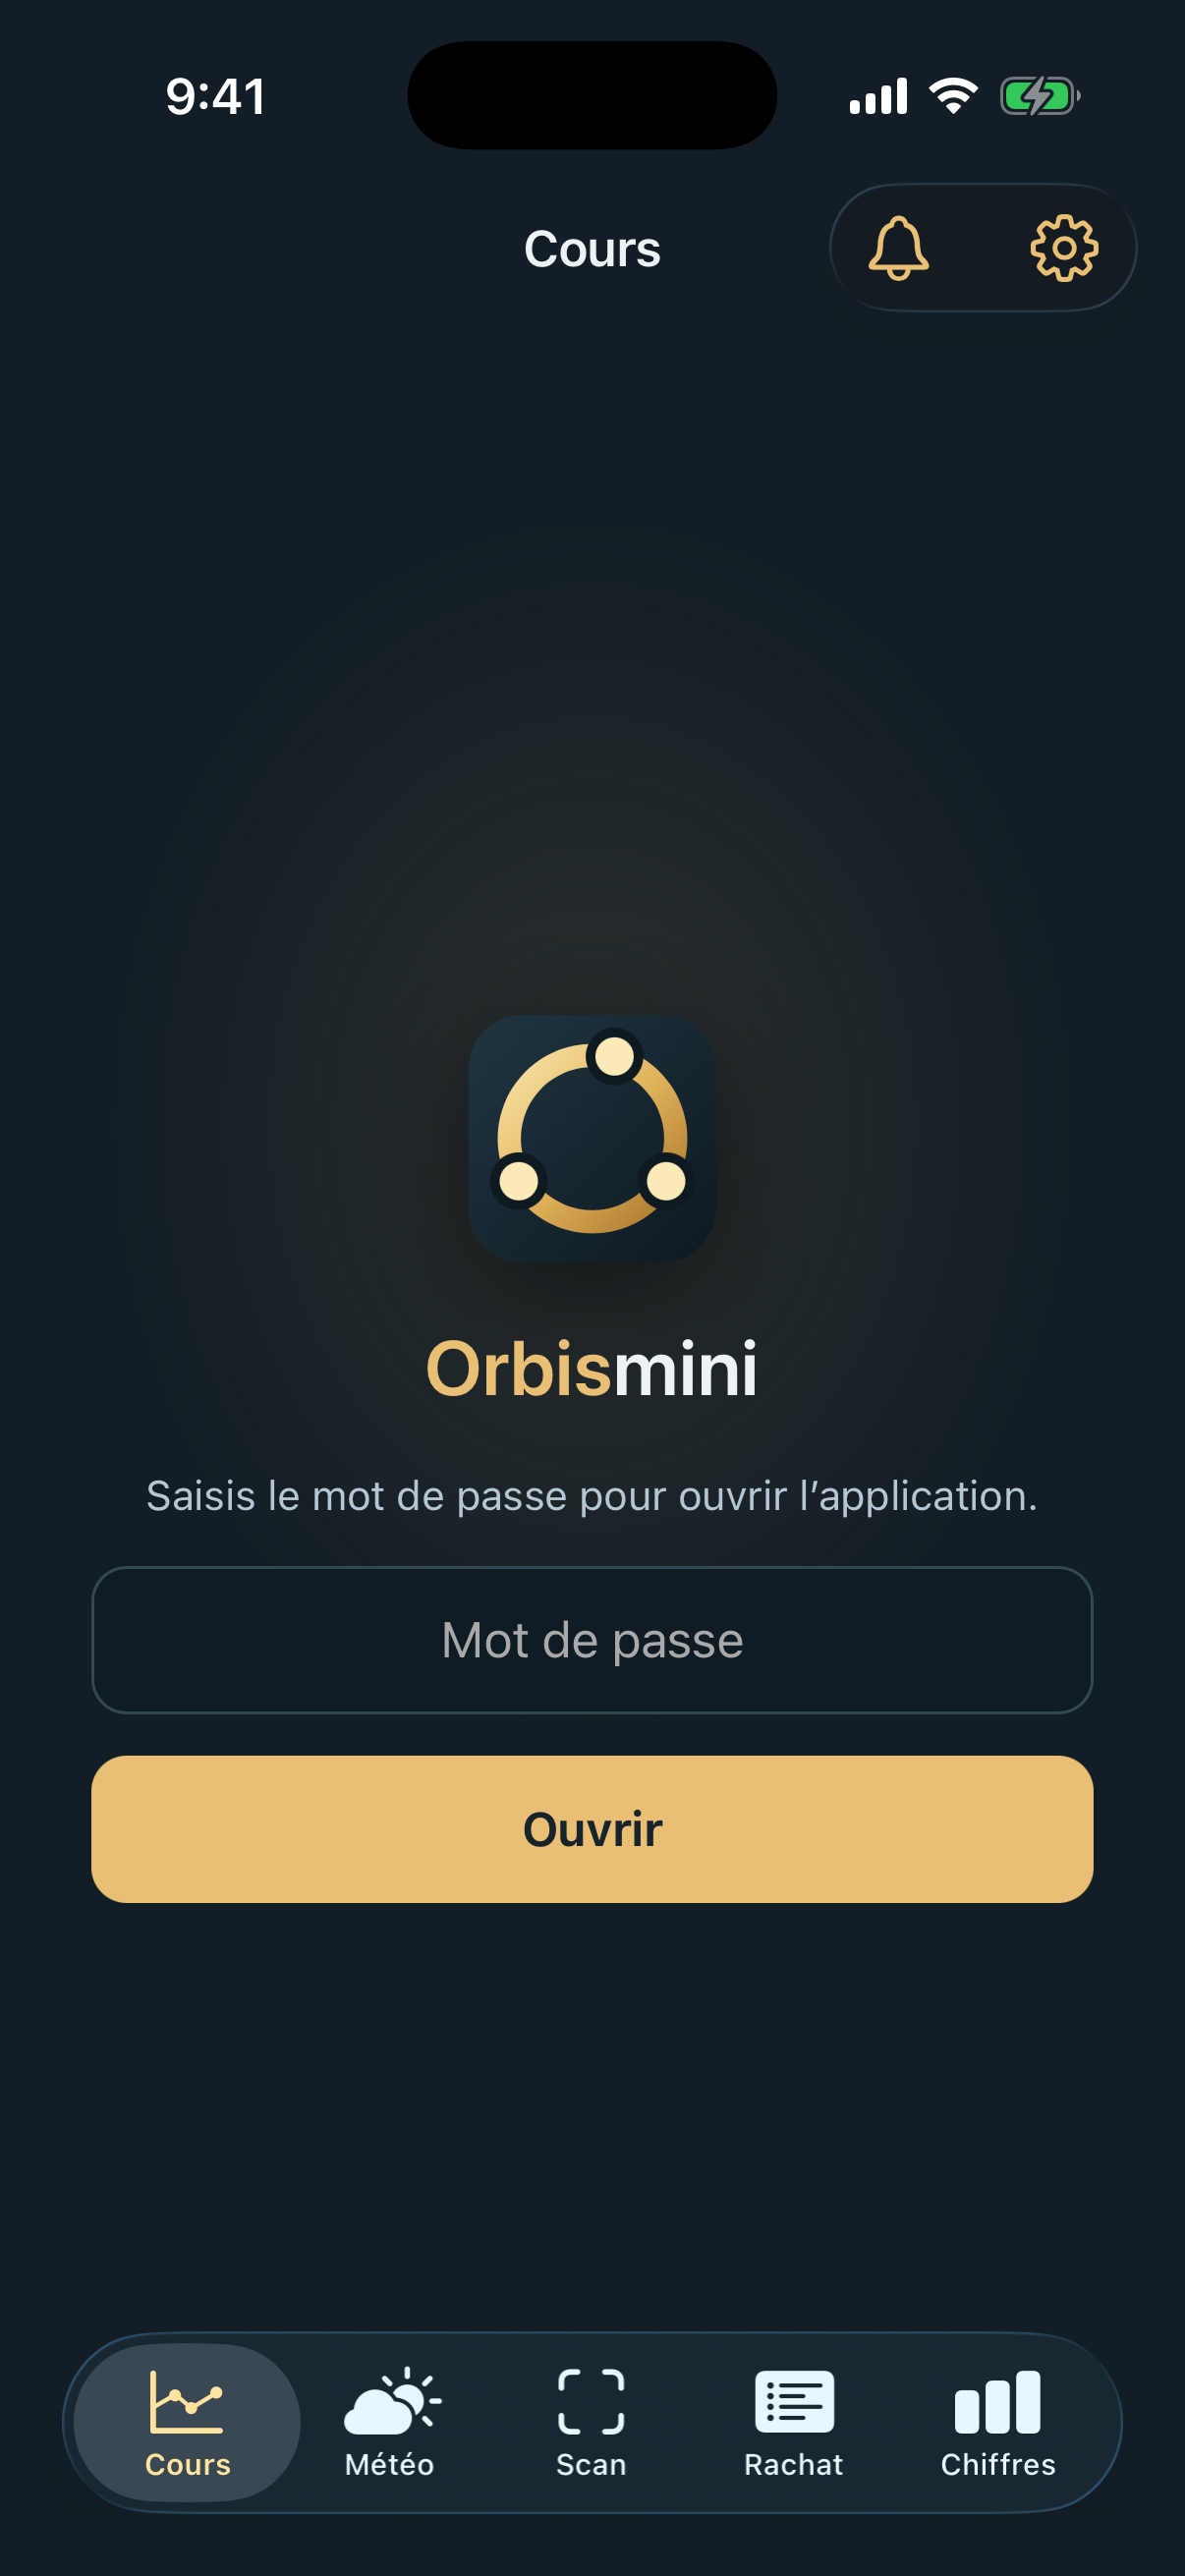 9:41
Cours
Orbismini
Saisis le mot de passe pour ouvrir l’application.
Mot de passe
Ouvrir
Cours
Météo
Scan
Rachat
Chiffres